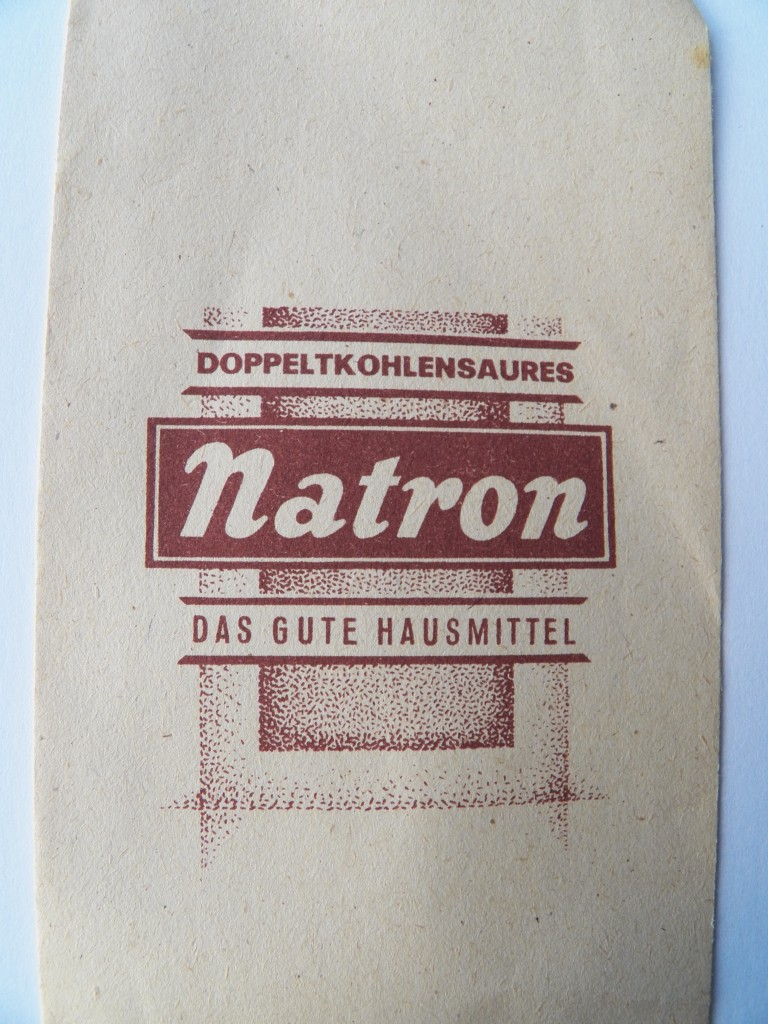 DOPPELTKOHLENSAURES
Natron
DAS GUTE HAUSMITTEL